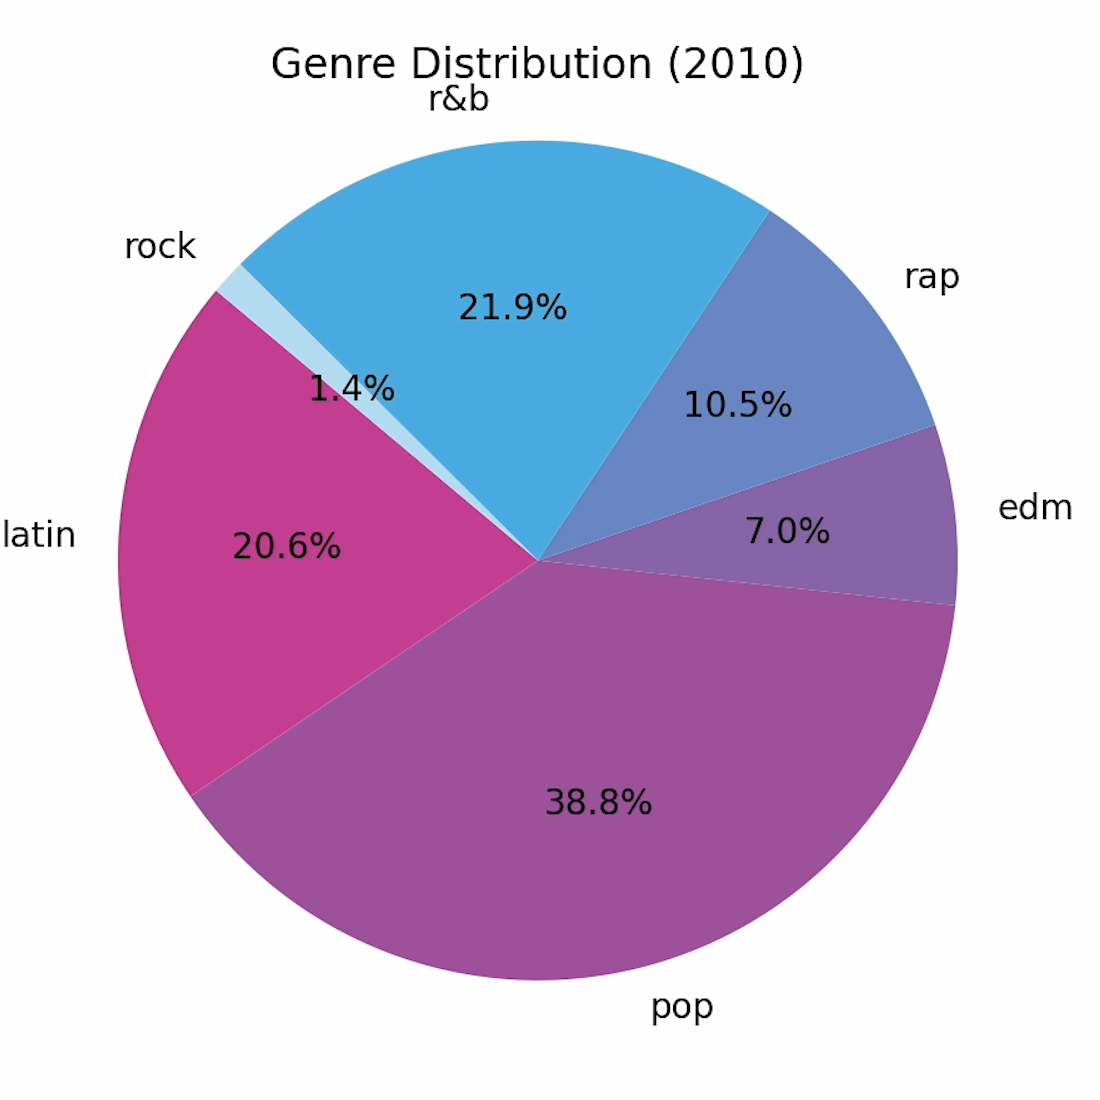 Genre Distribution (2010)
r&b
rock
rap
21.9%
1.4%
10.5%
edm
latin
20.6%
7.0%
38.8%
pop